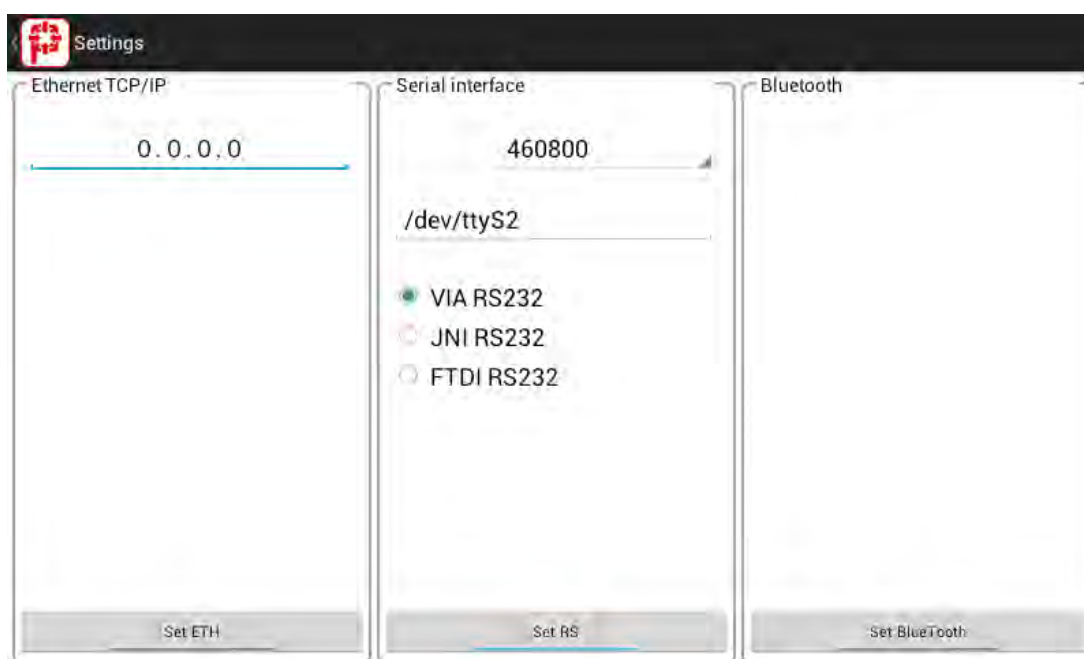 Settings
Ethernet TCP/IP
0.0.0.0
Set ETH
Serial interface
460800
/dev/ttyS2
VIA RS232
JNI RS232
FTDI RS232
Set RS
Bluetooth
Set BlueTooth